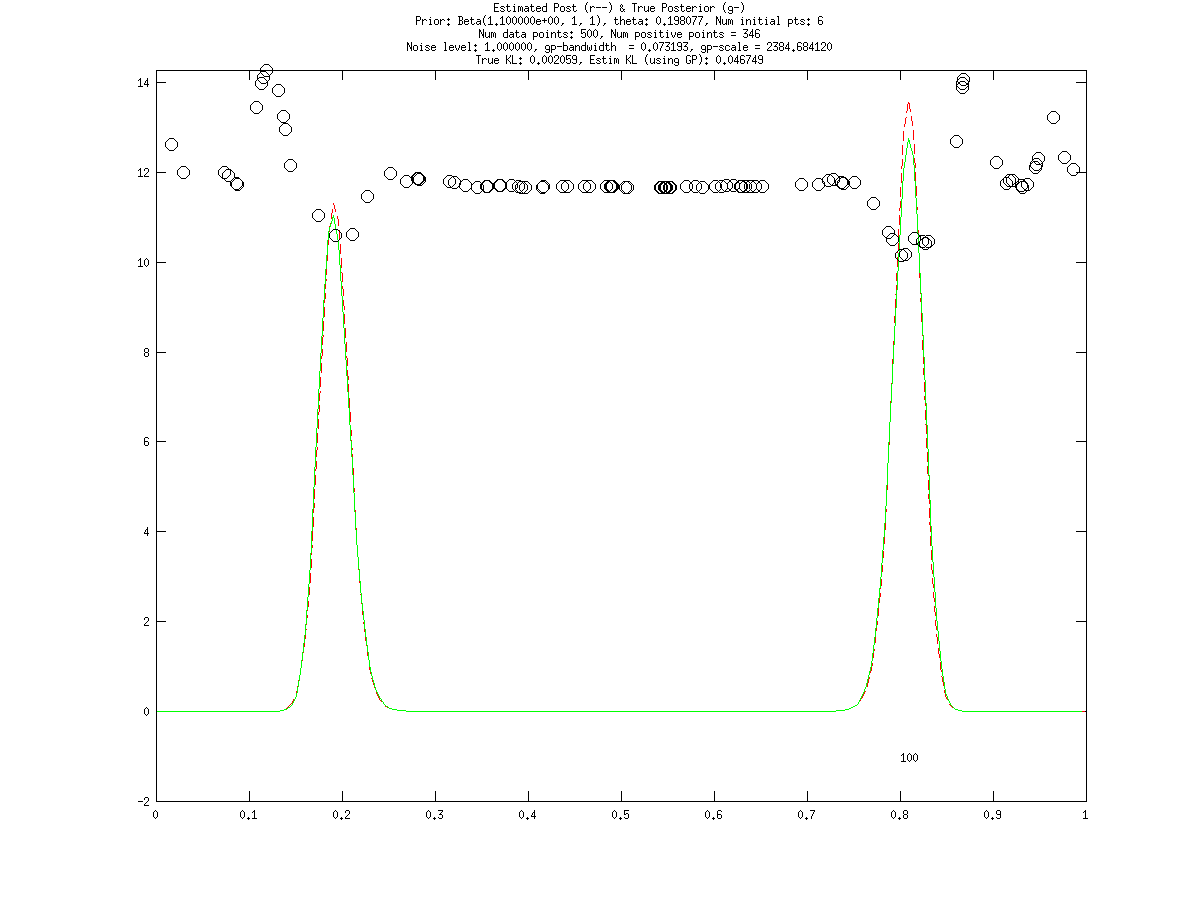 Estimated Post (r--) & True Posterior (g-)
Prior: Beta(1.100000e+00, 1, 1), theta: 0.198077, Num initial pts: 6
Num data points: 500, Num positive points = 346
Noise level: 1.000000, gp-bandwidth  = 0.073193, gp-scale = 2384.684120
True KL: 0.002059, Estim KL (using GP): 0.046749
14
12
10
8
6
4
2
0
-2
100
0 0.1 0.2 0.3 0.4 0.5 0.6 0.7 0.8 0.9 1